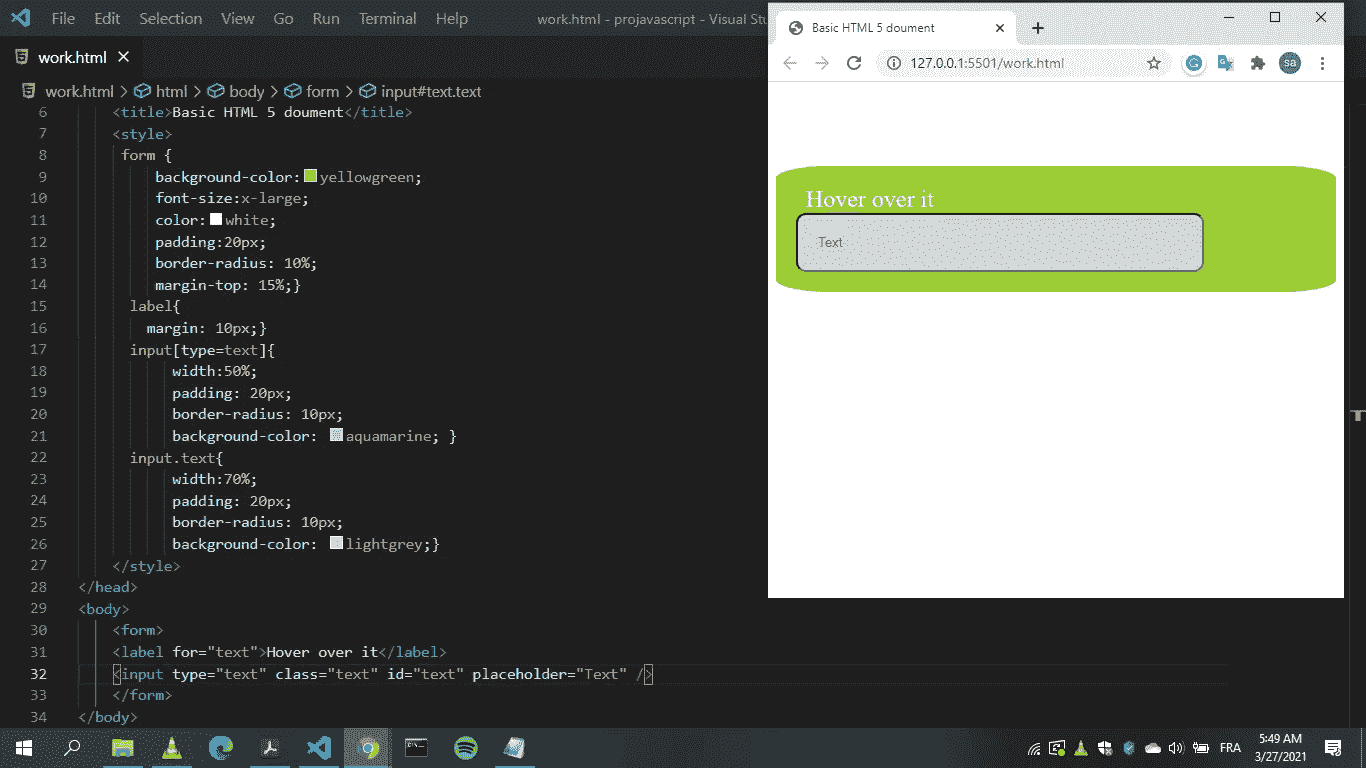 File Edit Selection View Go Run Terminal Help work.html - projavascript - Visual Stu
work.html
work.html > html > body > form > input#text.text
6 <title>Basic HTML 5 doument</title>
7 <style>
8 form {
9 background-color: yellowgreen;
10 font-size:x-large;
11 color: white;
12 padding:20px;
13 border-radius: 10%;
14 margin-top: 15%;}
15 label{
16 margin: 10px;}
17 input[type=text]{
18 width:50%;
19 padding: 20px;
20 border-radius: 10px;
21 background-color: aquamarine; }
22 input.text{
23 width:70%;
24 padding: 20px;
25 border-radius: 10px;
26 background-color: lightgrey;}
27 </style>
28 </head>
29 <body>
30 <form>
31 <label for="text">Hover over it</label>
32 <input type="text" class="text" id="text" placeholder="Text" />
33 </form>
34 </body>
Basic HTML 5 doument
127.0.0.1:5501/work.html
sa
Hover over it
Text
FRA
5:49 AM
3/27/2021